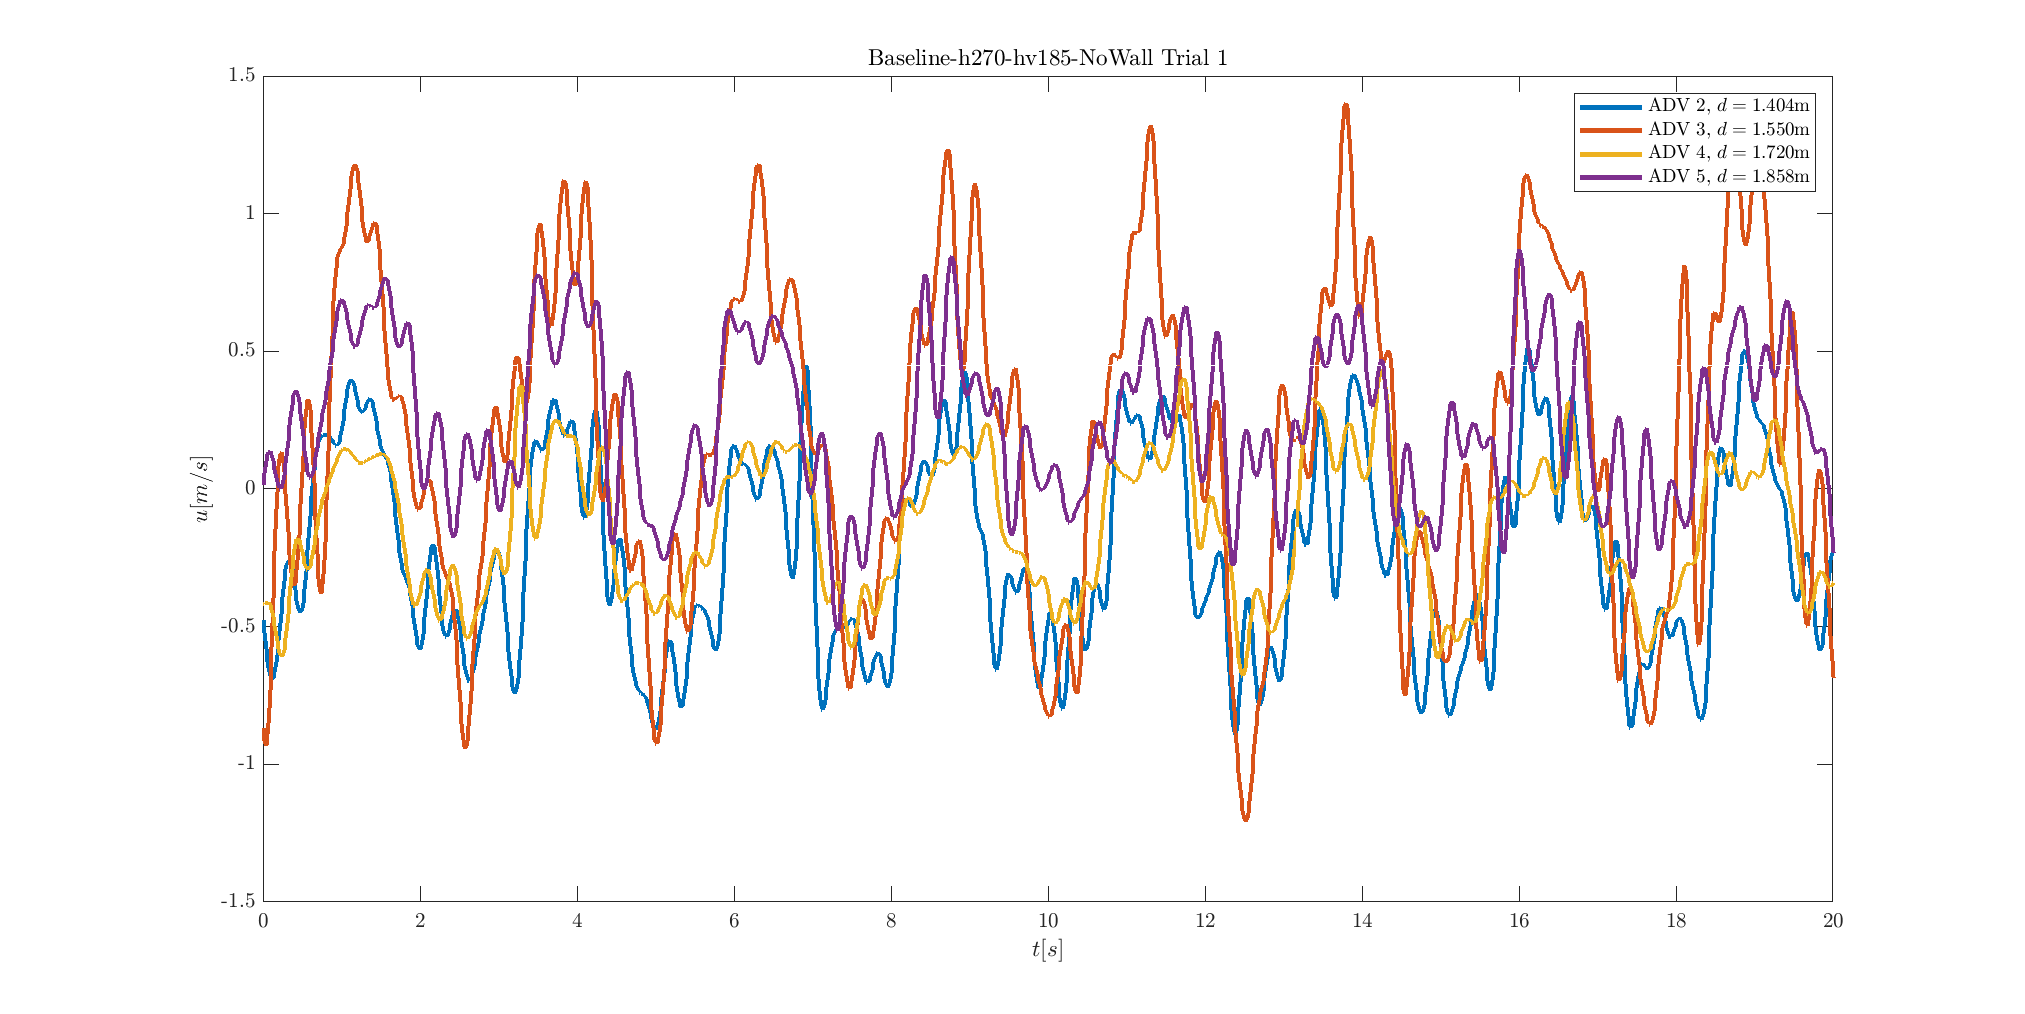 Baseline-h270-hv185-NoWall Trial 1
1.5
1
0.5
0
-0.5
-1
-1.5
u[m/s]
ADV 2, d = 1.404m
ADV 3, d = 1.550m
ADV 4, d = 1.720m
ADV 5, d = 1.858m
0 2 4 6 8 10 12 14 16 18 20
t[s]